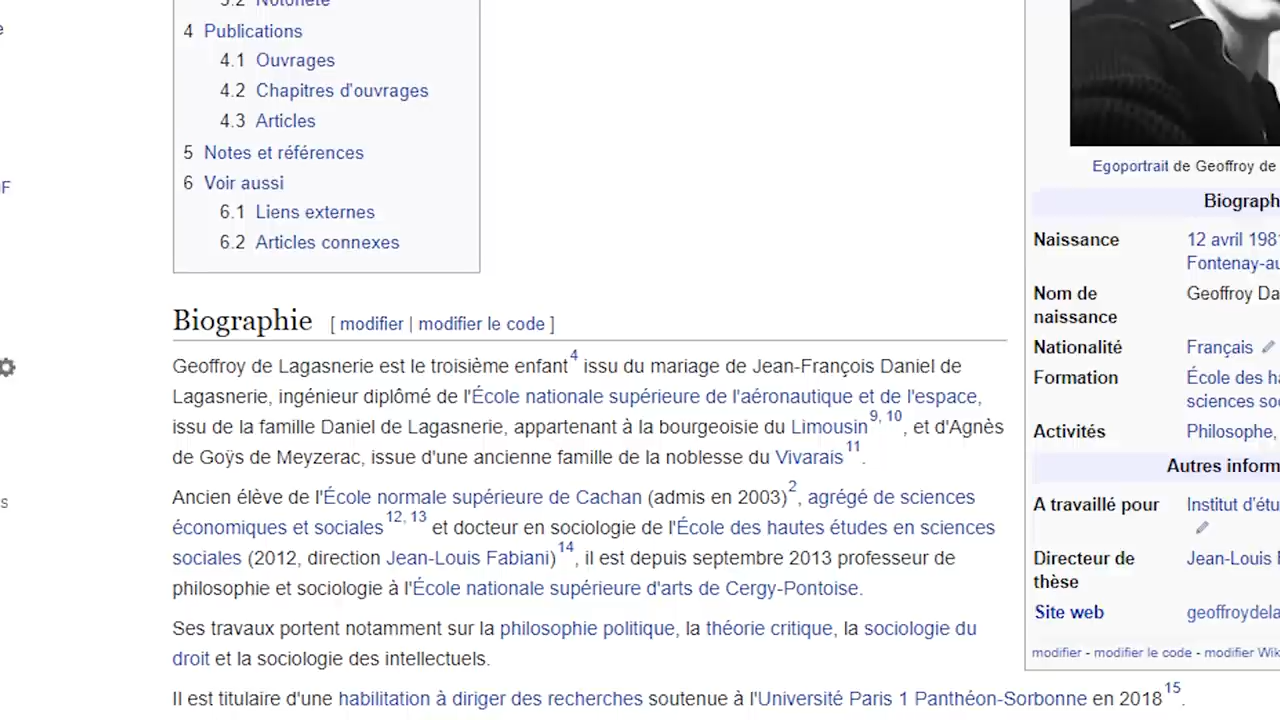 4 Publications
4.1 Ouvrages
4.2 Chapitres d'ouvrages
4.3 Articles
5 Notes et références
6 Voir aussi
6.1 Liens externes
6.2 Articles connexes
Biographie [ modifier | modifier le code ]
Geoffroy de Lagasnerie est le troisième enfant4 issu du mariage de Jean-François Daniel de
Lagasnerie, ingénieur diplômé de l'École nationale supérieure de l'aéronautique et de l'espace,
issu de la famille Daniel de Lagasnerie, appartenant à la bourgeoisie du Limousin9, 10, et d'Agnès
de Goÿs de Meyzerac, issue d'une ancienne famille de la noblesse du Vivarais11.
Ancien élève de l'École normale supérieure de Cachan (admis en 2003)2, agrégé de sciences
économiques et sociales12, 13 et docteur en sociologie de l'École des hautes études en sciences
sociales (2012, direction Jean-Louis Fabiani)14, il est depuis septembre 2013 professeur de
philosophie et sociologie à l'École nationale supérieure d'arts de Cergy-Pontoise.
Ses travaux portent notamment sur la philosophie politique, la théorie critique, la sociologie du
droit et la sociologie des intellectuels.
Il est titulaire d'une habilitation à diriger des recherches soutenue à l'Université Paris 1 Panthéon-Sorbonne en 201815.
Egoportrait de Geoffroy de
Biograph
Naissance 12 avril 1981
Fontenay-au
Nom de naissance Geoffroy Da
Nationalité Français
Formation École des ha
sciences soc
Activités Philosophe,
Autres inform
A travaillé pour Institut d'étu
Directeur de thèse Jean-Louis
Site web geoffroydela
modifier - modifier le code - modifier Wik